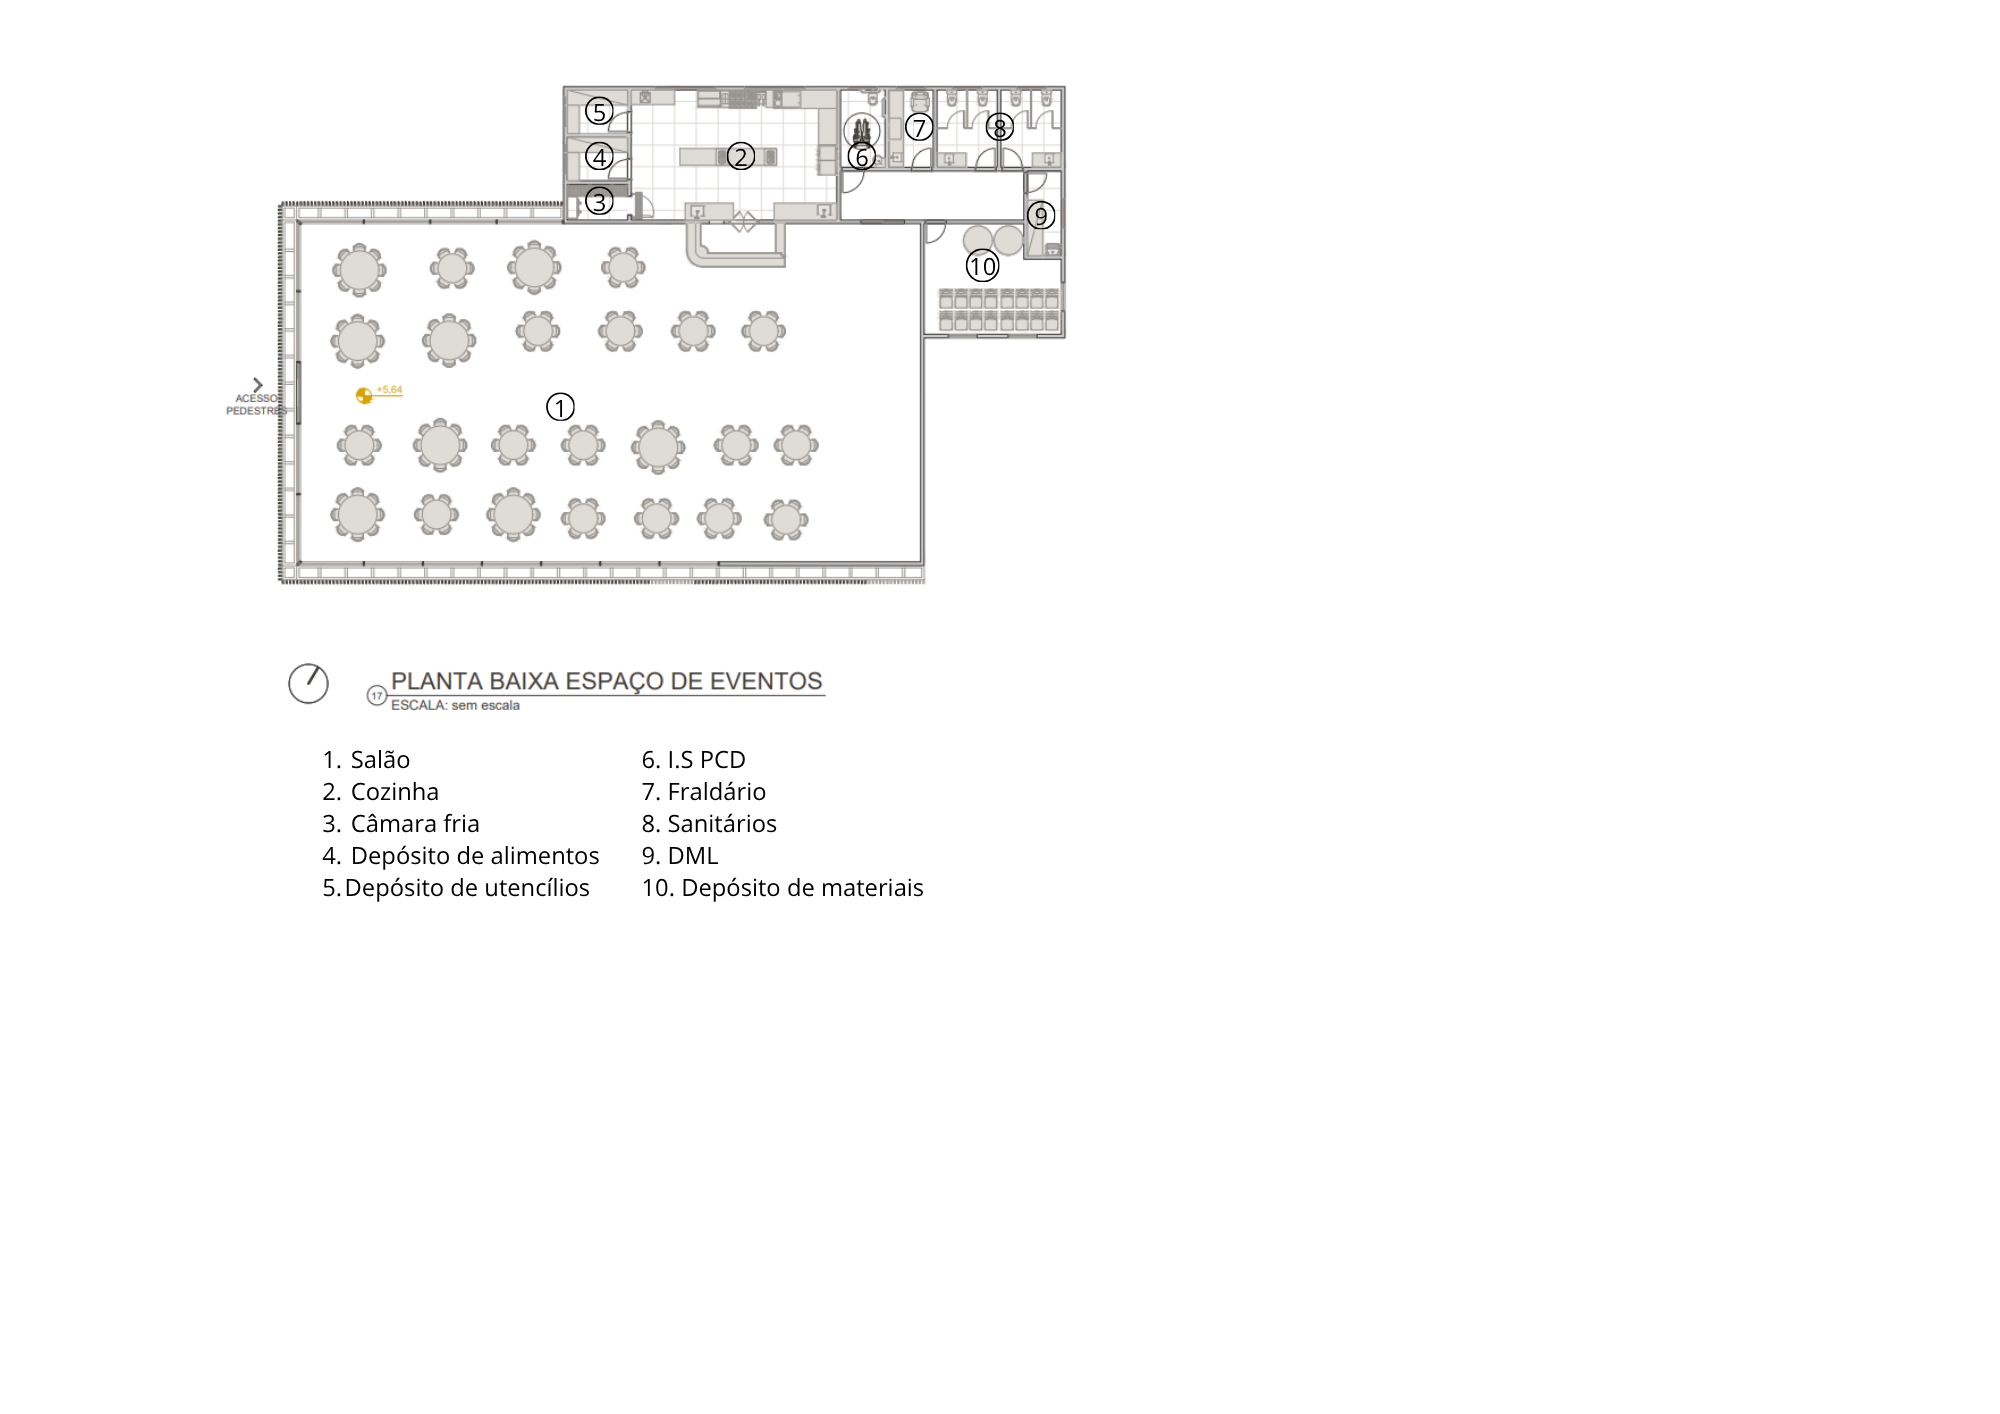 5
4
3
2
6
7
8
9
10
ACESSO
PEDESTRES
+5.64
1
PLANTA BAIXA ESPAÇO DE EVENTOS
17
ESCALA: sem escala
1. Salão
2. Cozinha
3. Câmara fria
4. Depósito de alimentos
5. Depósito de utencílios
6. I.S PCD
7. Fraldário
8. Sanitários
9. DML
10. Depósito de materiais